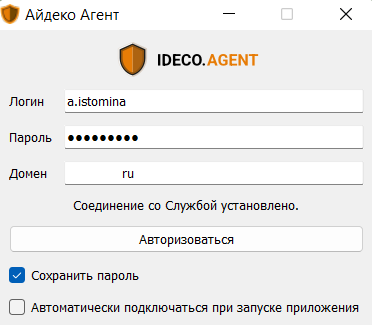 Айдеко Агент
IDECO.AGENT
Логин a.istomina
Пароль ●●●●●●●●●
Домен ru
Соединение со Службой установлено.
Авторизоваться
Сохранить пароль
Автоматически подключаться при запуске приложения